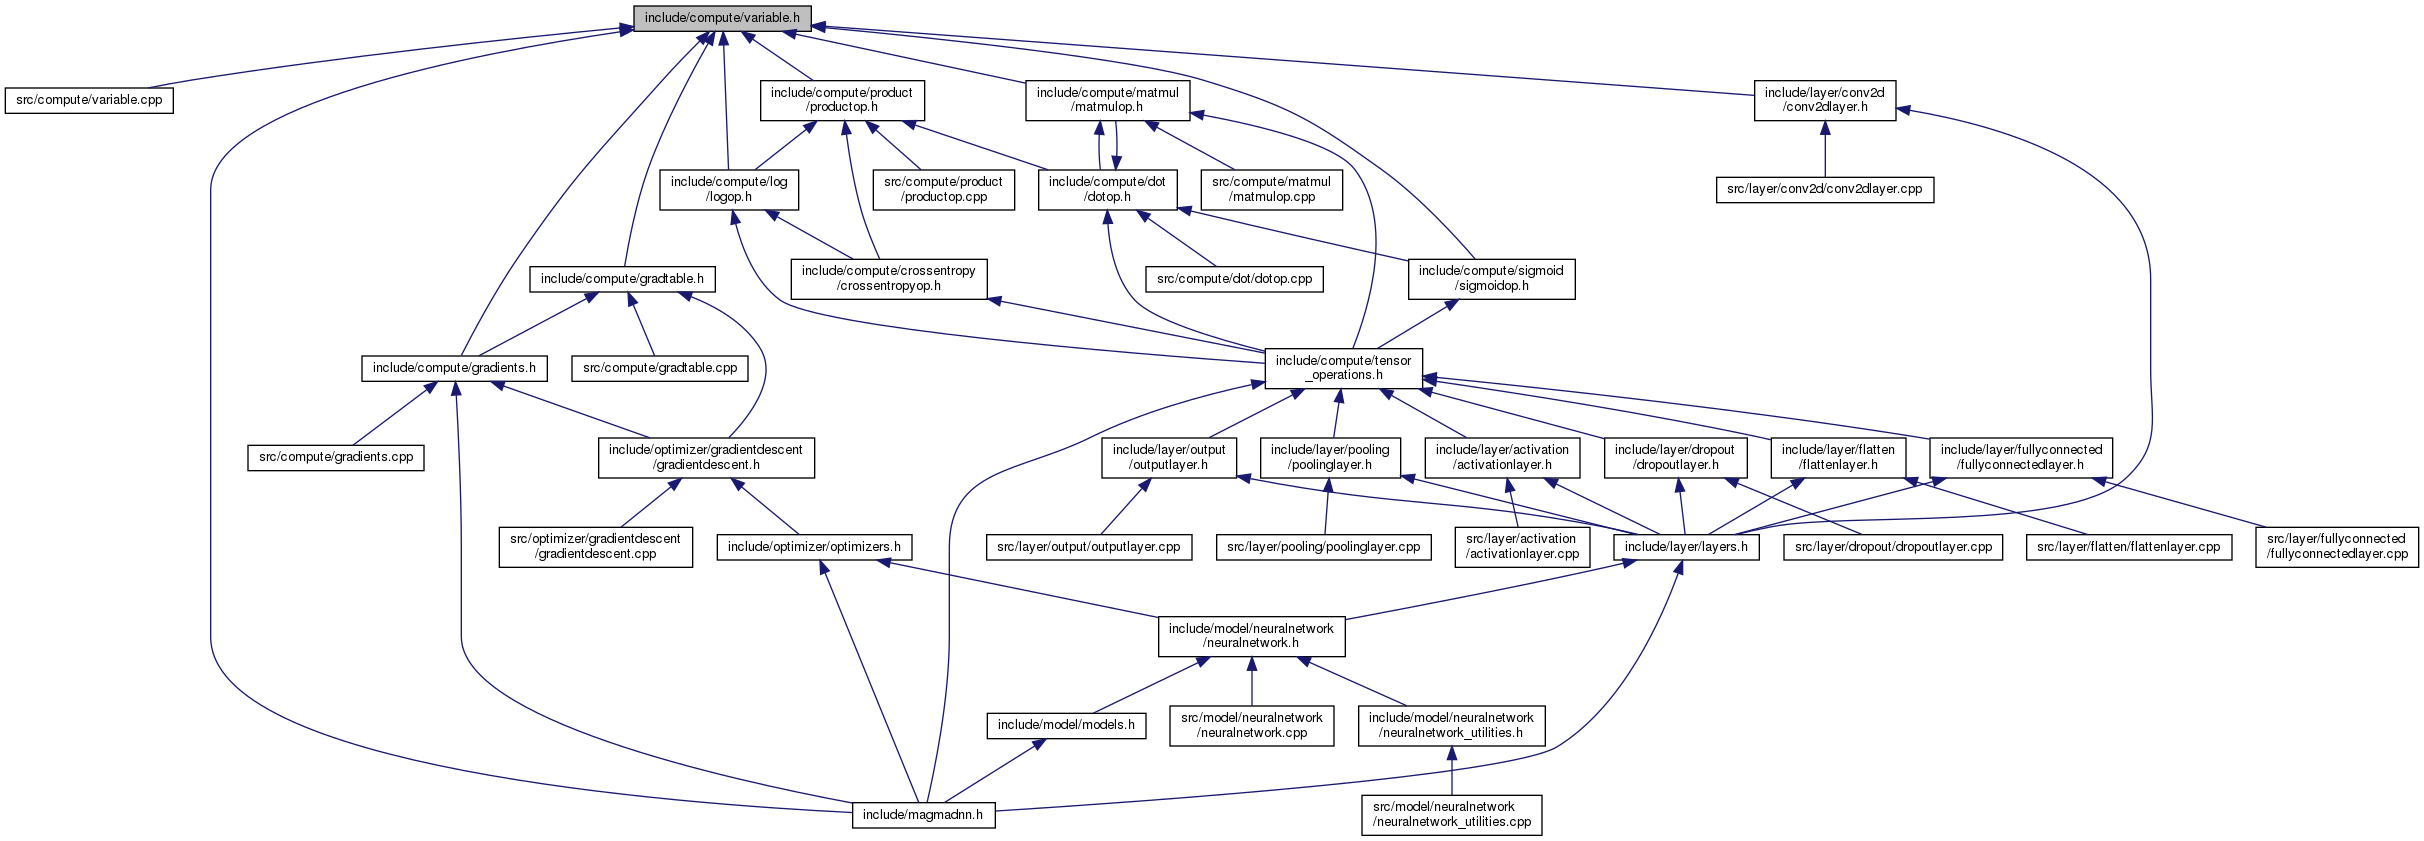 include/compute/variable.h
src/compute/variable.cpp
include/compute/product
/productop.h
include/compute/matmul
/matmulop.h
include/layer/conv2d
/conv2dlayer.h
include/compute/log
/logop.h
src/compute/product
/productop.cpp
include/compute/dot
/dotop.h
src/compute/matmul
/matmulop.cpp
src/layer/conv2d/conv2dlayer.cpp
include/compute/gradtable.h
include/compute/crossentropy
/crossentropyop.h
src/compute/dot/dotop.cpp
include/compute/sigmoid
/sigmoidop.h
include/compute/gradients.h
src/compute/gradtable.cpp
include/compute/tensor
_operations.h
src/compute/gradients.cpp
include/optimizer/gradientdescent
/gradientdescent.h
include/layer/output
/outputlayer.h
include/layer/pooling
/poolinglayer.h
include/layer/activation
/activationlayer.h
include/layer/dropout
/dropoutlayer.h
include/layer/flatten
/flattenlayer.h
include/layer/fullyconnected
/fullyconnectedlayer.h
src/optimizer/gradientdescent
/gradientdescent.cpp
include/optimizer/optimizers.h
src/layer/output/outputlayer.cpp
src/layer/pooling/poolinglayer.cpp
src/layer/activation
/activationlayer.cpp
include/layer/layers.h
src/layer/dropout/dropoutlayer.cpp
src/layer/flatten/flattenlayer.cpp
src/layer/fullyconnected
/fullyconnectedlayer.cpp
include/model/neuralnetwork
/neuralnetwork.h
include/model/models.h
src/model/neuralnetwork
/neuralnetwork.cpp
include/model/neuralnetwork
/neuralnetwork_utilities.h
include/magmadnn.h
src/model/neuralnetwork
/neuralnetwork_utilities.cpp